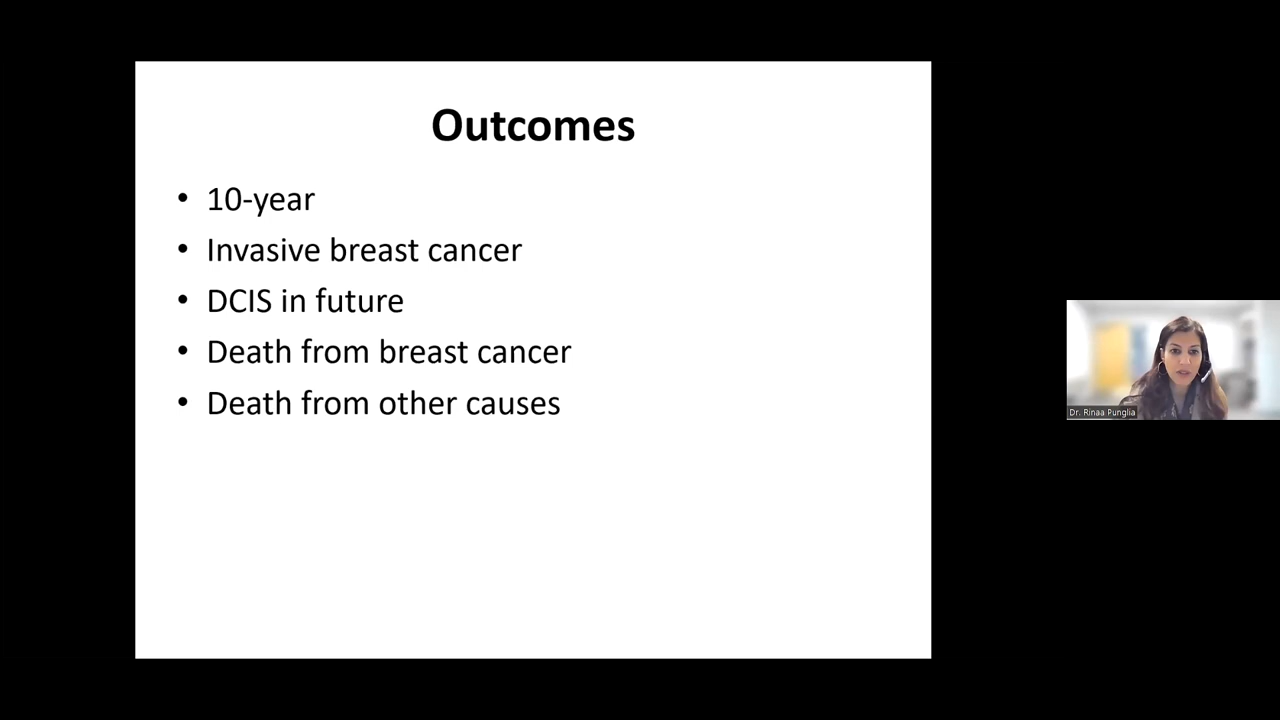 Outcomes
• 10-year
• Invasive breast cancer
• DCIS in future
• Death from breast cancer
• Death from other causes
Dr. Rinaa Punglia